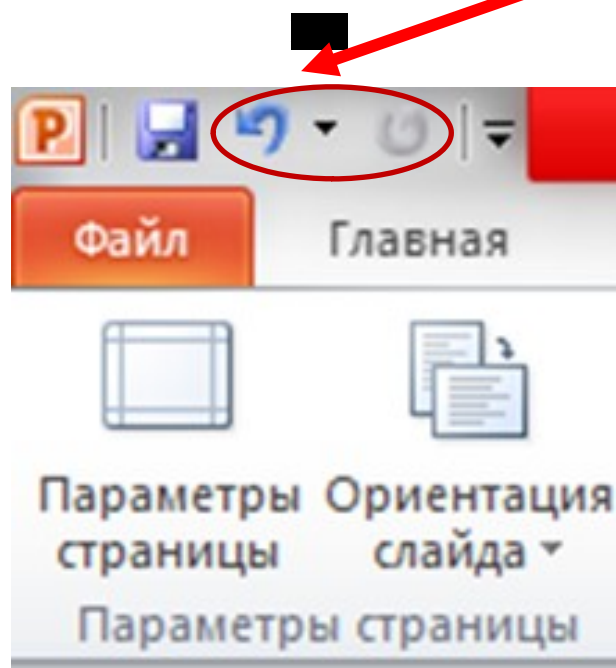 P
Файл Главная
Параметры Ориентация
страницы слайда
Параметры страницы